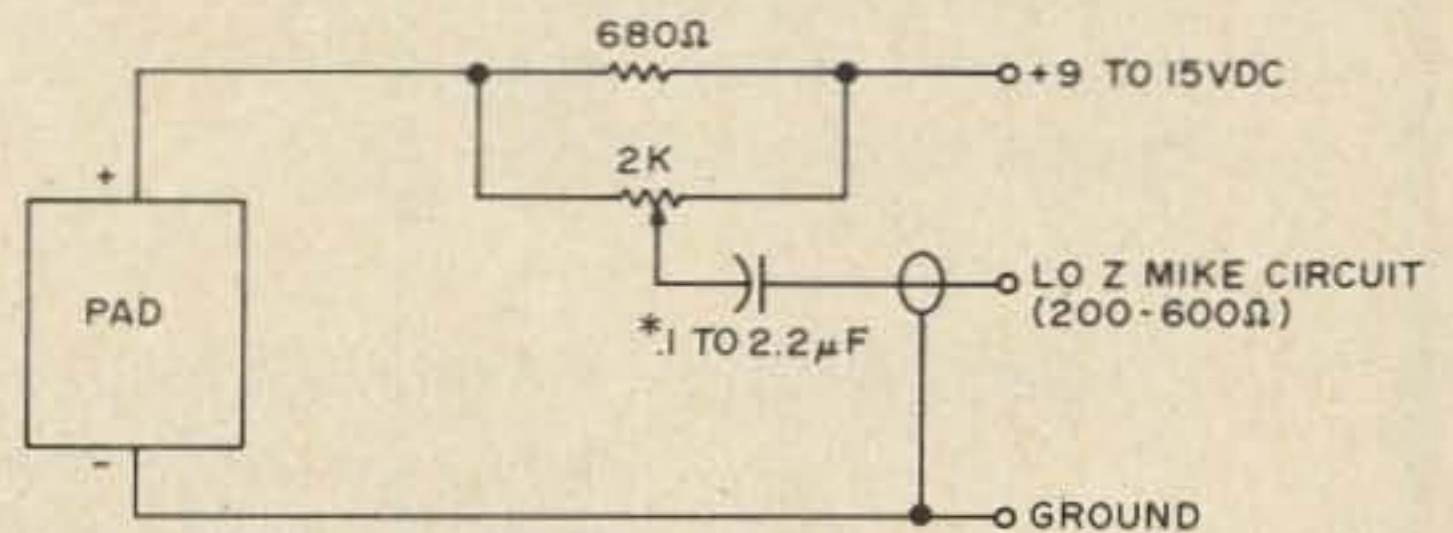 680Ω
+9 TO 15VDC
2K
+
PAD
LO Z MIKE CIRCUIT
(200-600Ω)
*.1 TO 2.2μF
-
GROUND